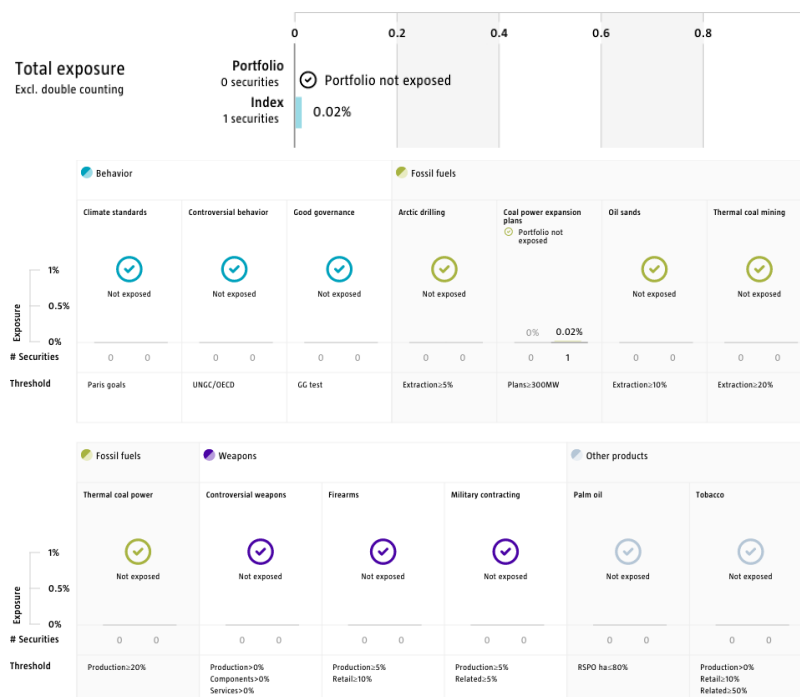 0 0.2 0.4 0.6 0.8
Total exposure
Excl. double counting
Portfolio
0 securities
Portfolio not exposed
Index
1 securities
0.02%
Behavior
Fossil fuels
Climate standards
Controversial behavior
Good governance
Arctic drilling
Coal power expansion
plans
Portfolio not
exposed
Oil sands
Thermal coal mining
Not exposed
Not exposed
Not exposed
Not exposed
Not exposed
Not exposed
Exposure
1%
0.5%
0%
0% 0.02%
# Securities 0 0 0 0 0 0 0 0 0 1 0 0 0 0
Threshold
Paris goals
UNGC/OECD
GG test
Extraction≥5%
Plans≥300MW
Extraction≥10%
Extraction≥20%
Fossil fuels
Weapons
Other products
Thermal coal power
Controversial weapons
Firearms
Military contracting
Palm oil
Tobacco
Not exposed
Not exposed
Not exposed
Not exposed
Not exposed
Not exposed
Exposure
1%
0.5%
0%
# Securities 0 0 0 0 0 0 0 0 0 0 0 0
Threshold
Production≥20%
Production>0%
Components>0%
Services>0%
Production≥5%
Retail≥10%
Production≥5%
Related≥5%
RSPO ha≤80%
Production>0%
Retail≥10%
Related≥50%